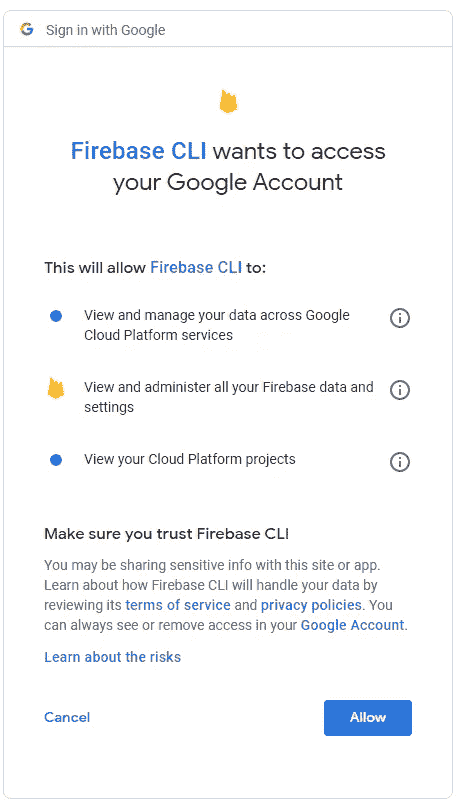 Sign in with Google
Firebase CLI wants to access
your Google Account
This will allow Firebase CLI to:
View and manage your data across Google
Cloud Platform services
View and administer all your Firebase data and
settings
View your Cloud Platform projects
Make sure you trust Firebase CLI
You may be sharing sensitive info with this site or app.
Learn about how Firebase CLI will handle your data by
reviewing its terms of service and privacy policies. You
can always see or remove access in your Google Account.
Learn about the risks
Cancel
Allow